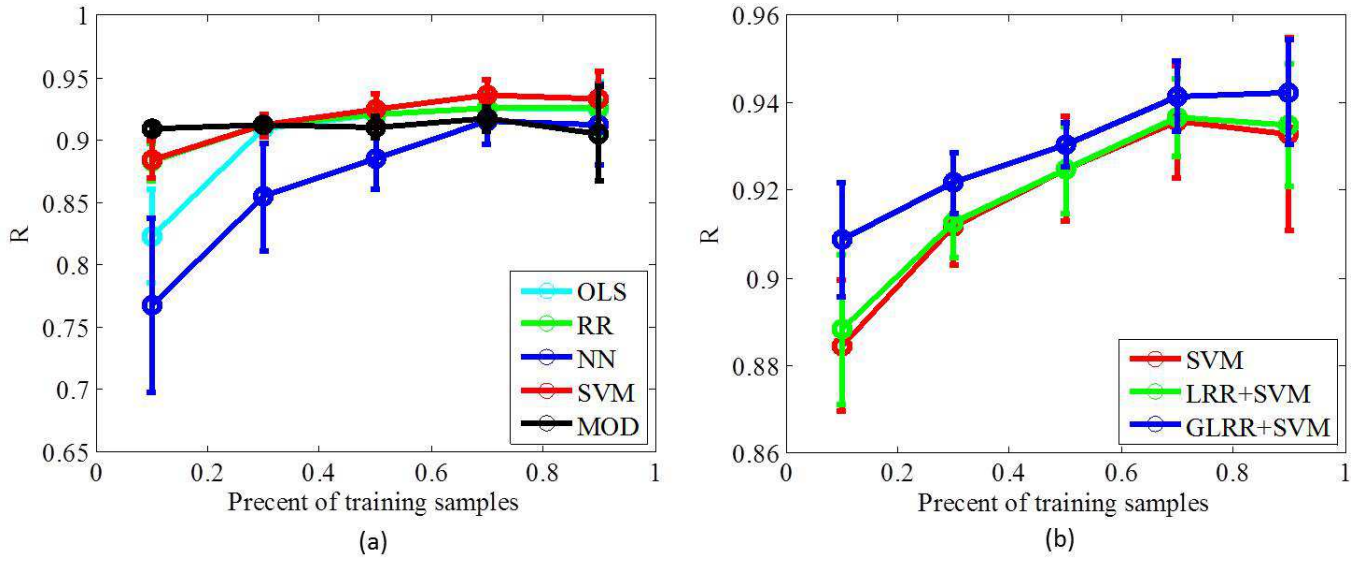 1
0.95
0.9
0.85
0.8
0.75
0.7
0.65
R
0
0.2
0.4
0.6
0.8
1
Precent of training samples
OLS
RR
NN
SVM
MOD
(a)
0.96
0.94
0.92
0.9
0.88
0.86
R
0
0.2
0.4
0.6
0.8
1
Precent of training samples
SVM
LRR+SVM
GLRR+SVM
(b)